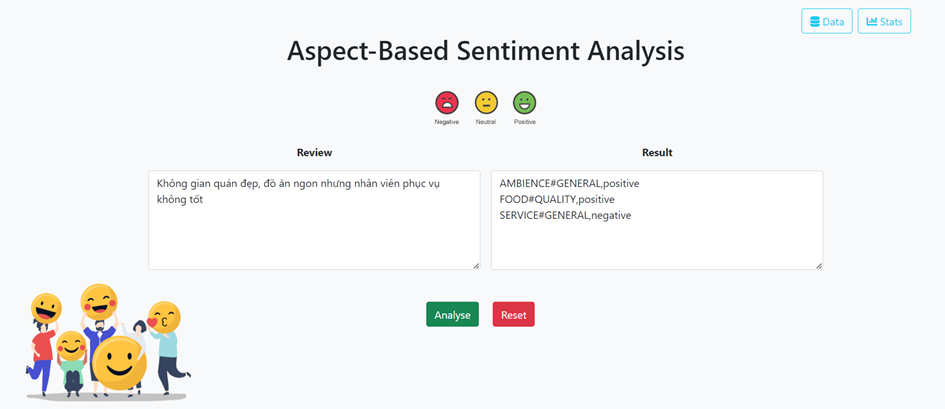 Data
Stats
Aspect-Based Sentiment Analysis
Negative
Neutral
Positive
Review
Result
Không gian quán đẹp, đồ ăn ngon nhưng nhân viên phục vụ
không tốt
AMBIENCE#GENERAL,positive
FOOD#QUALITY,positive
SERVICE#GENERAL,negative
Analyse
Reset